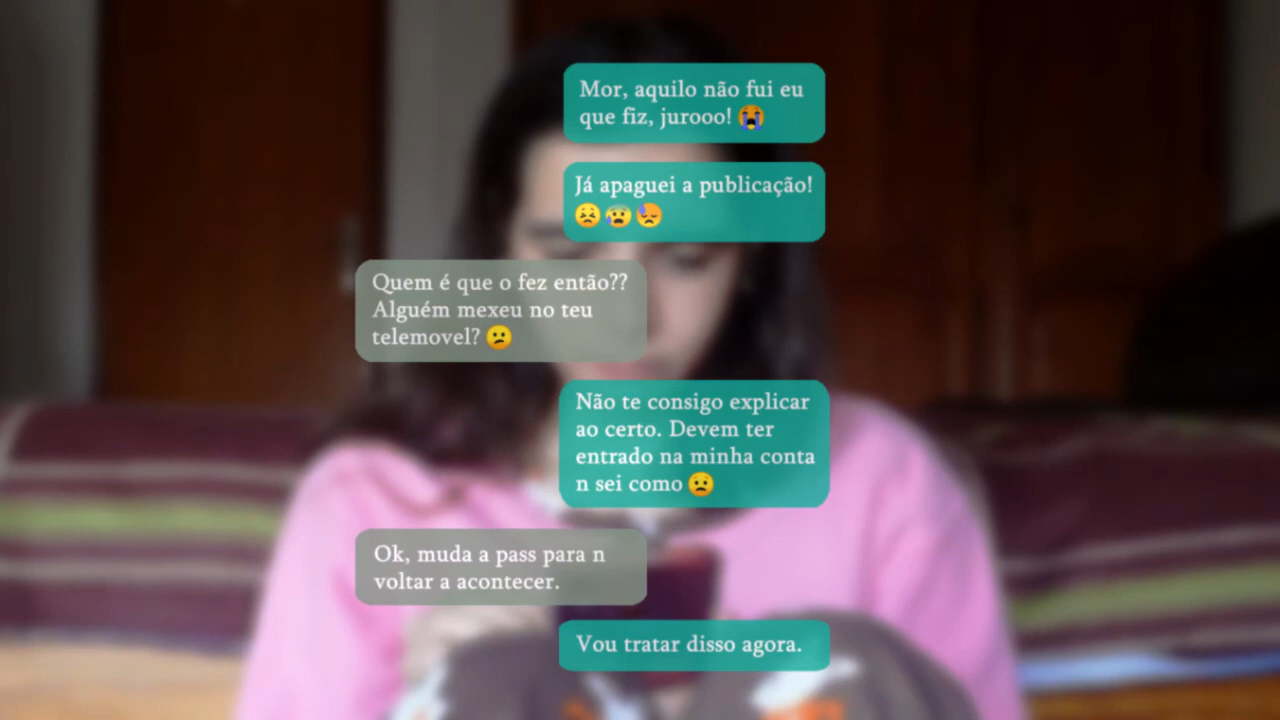 Mor, aquilo não fui eu
que fiz, jurooo! 😭
Já apaguei a publicação!
😣😰😓
Quem é que o fez então??
Alguém mexeu no teu
telemovel? 😕
Não te consigo explicar
ao certo. Devem ter
entrado na minha conta
n sei como 😟
Ok, muda a pass para n
voltar a acontecer.
Vou tratar disso agora.